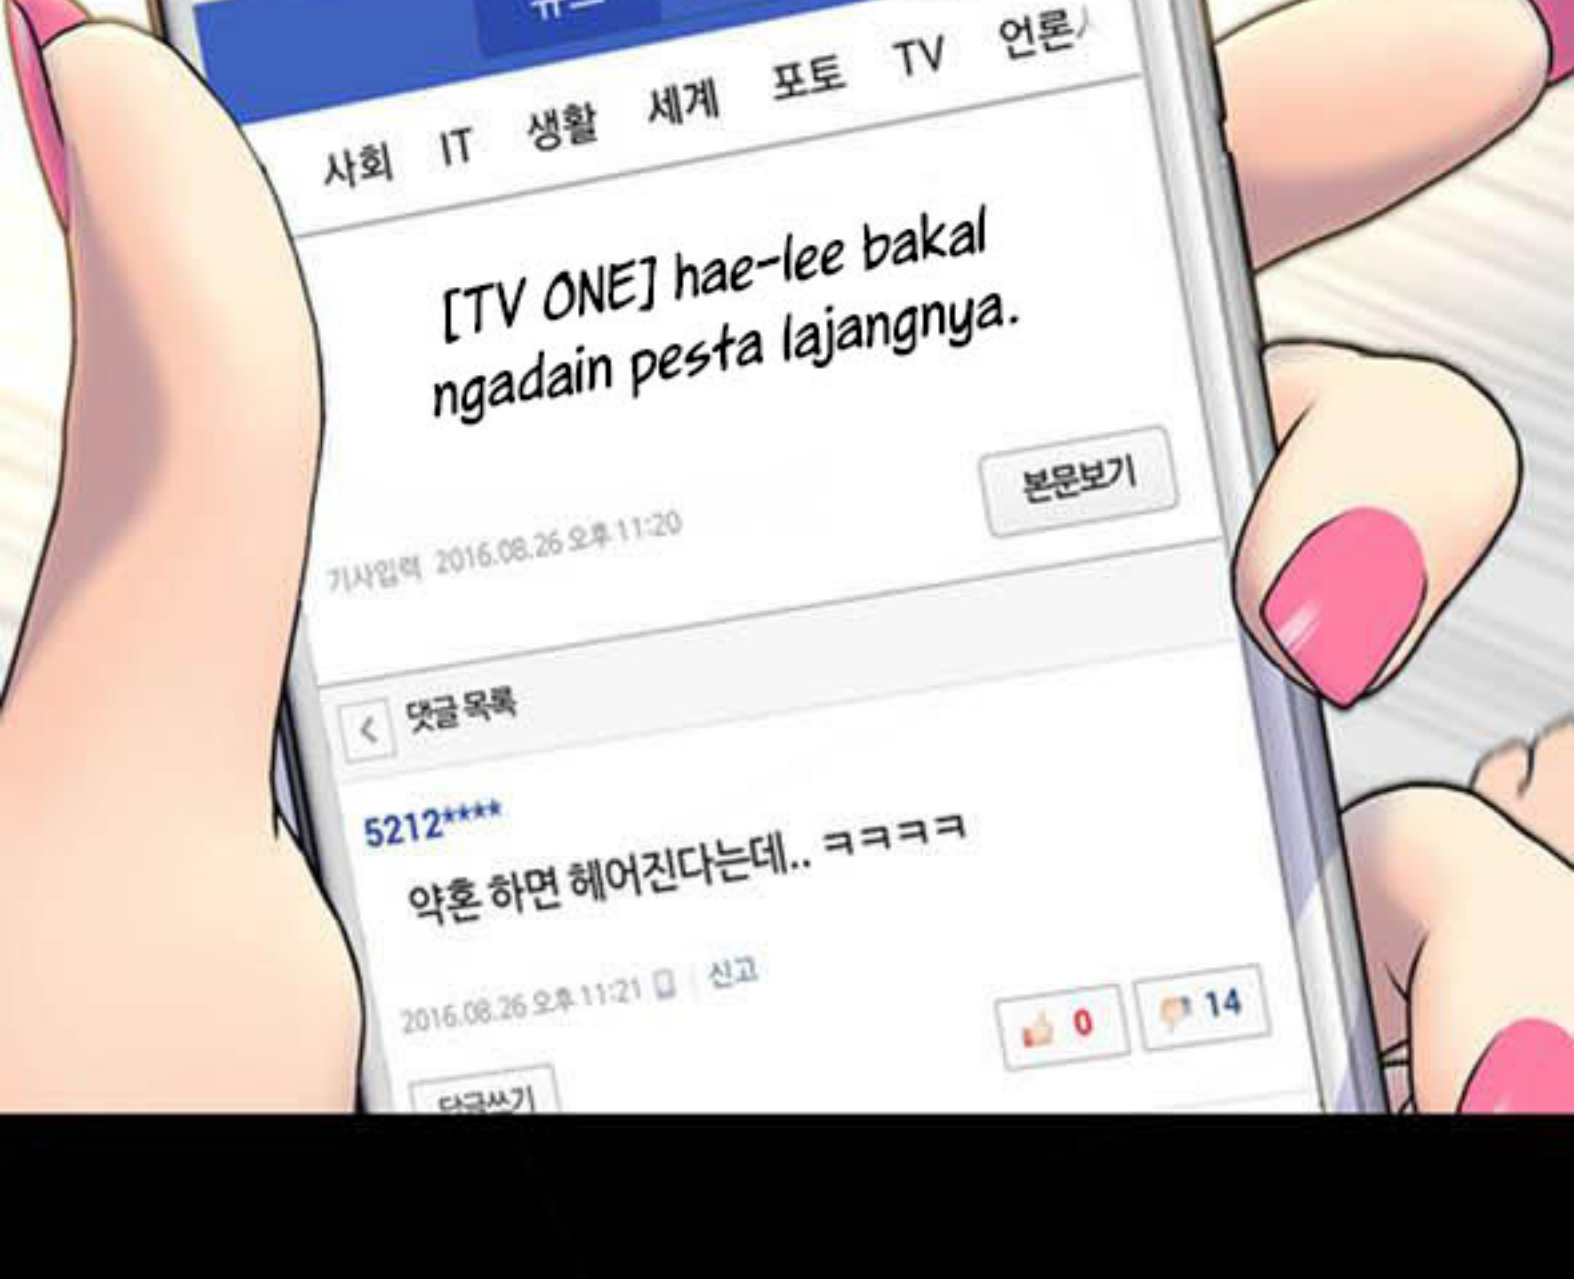 뉴스
사회 IT 생활 세계 포토 TV 언론
[TV ONE] hae-lee bakal
ngadain pesta lajangnya.
본문보기
기사입력 2016.08.26 오후 11:20
< 댓글 목록
5212****
약혼 하면 헤어진다는데.. ㅋㅋㅋㅋ
2016.08.26 오후 11:21 신고
0 14
답글쓰기